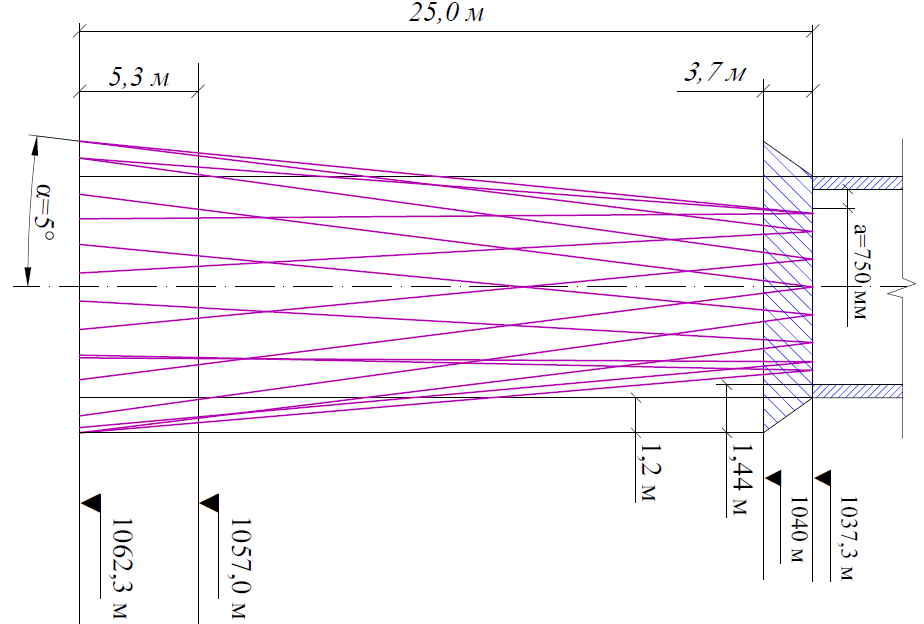 25,0 м
5,3 м
3,7 м
α=5°
a=750 мм
1,2 м
1,44 м
1062,3 м
1057,0 м
1040 м
1037,3 м